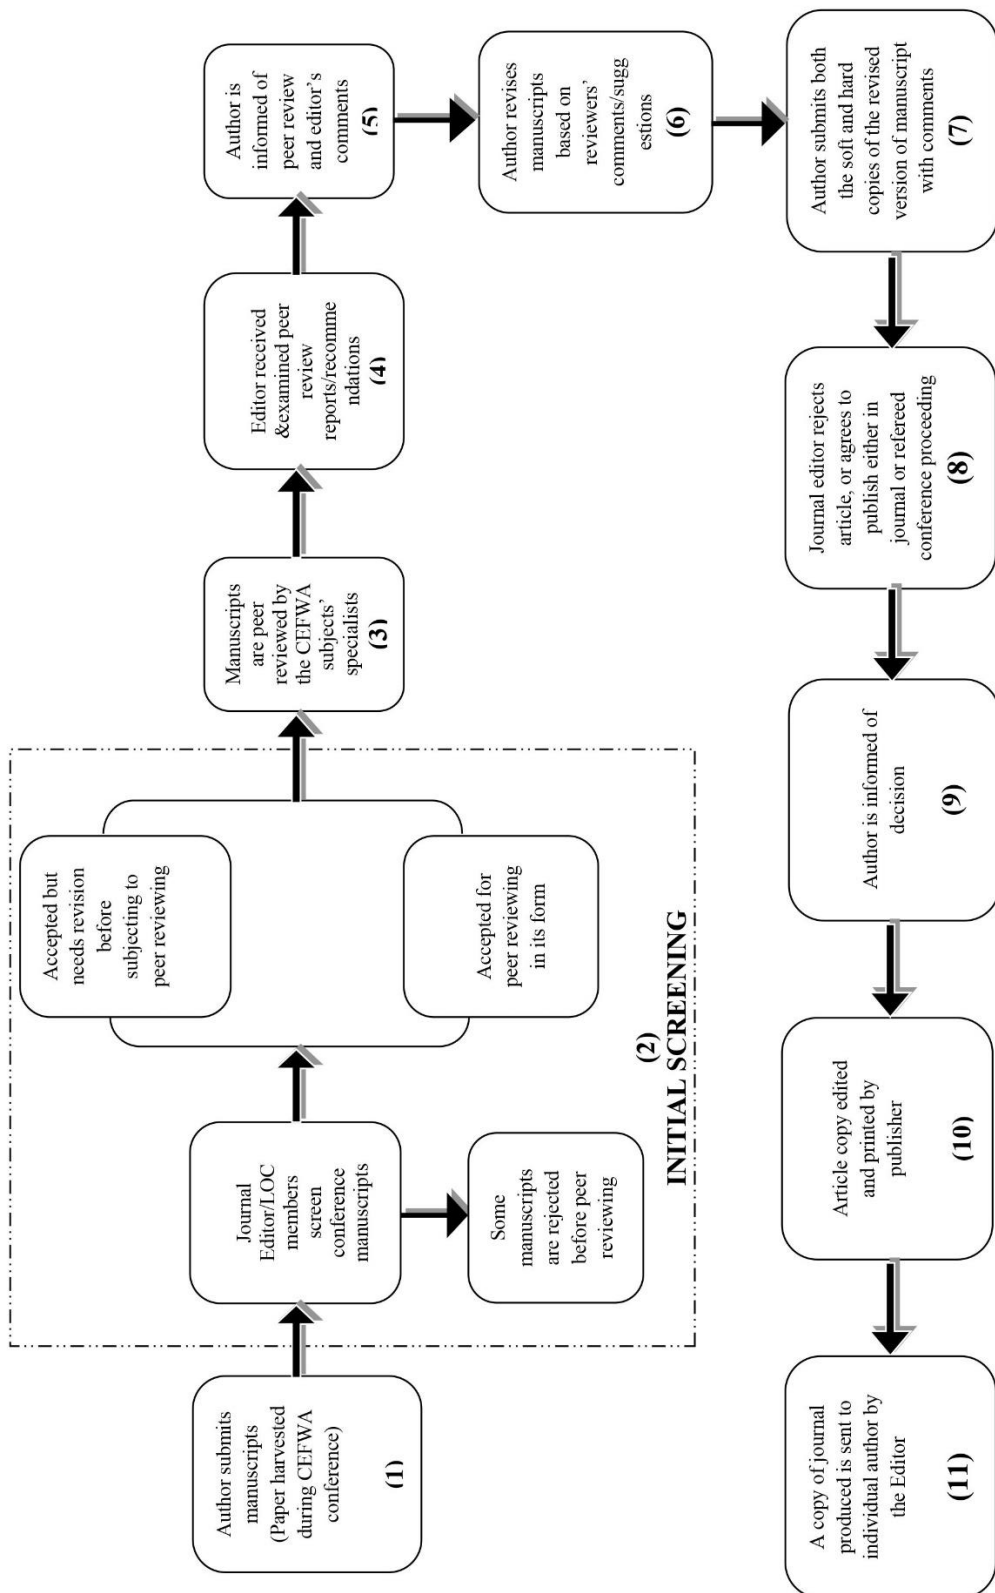 Author submits
manuscripts
(Paper harvested
during CEFWA
conference)
(1)
Journal
Editor/LOC
members
screen
conference
manuscripts
Some
manuscripts
are rejected
before peer
reviewing
Accepted but
needs revision
before
subjecting to
peer reviewing
Accepted for
peer reviewing
in its form
(2)
INITIAL SCREENING
Manuscripts
are peer
reviewed by
the CEFWA
subjects’
specialists
(3)
Editor received
&examined peer
review
reports/recomme
ndations
(4)
Author is
informed of
peer review
and editor’s
comments
(5)
Author revises
manuscripts
based on
reviewers’
comments/sugg
estions
(6)
Author submits both
the soft and hard
copies of the revised
version of manuscript
with comments
(7)
Journal editor rejects
article, or agrees to
publish either in
journal or refereed
conference proceeding
(8)
Author is informed of
decision
(9)
Article copy edited
and printed by
publisher
(10)
A copy of journal
produced is sent to
individual author by
the Editor
(11)